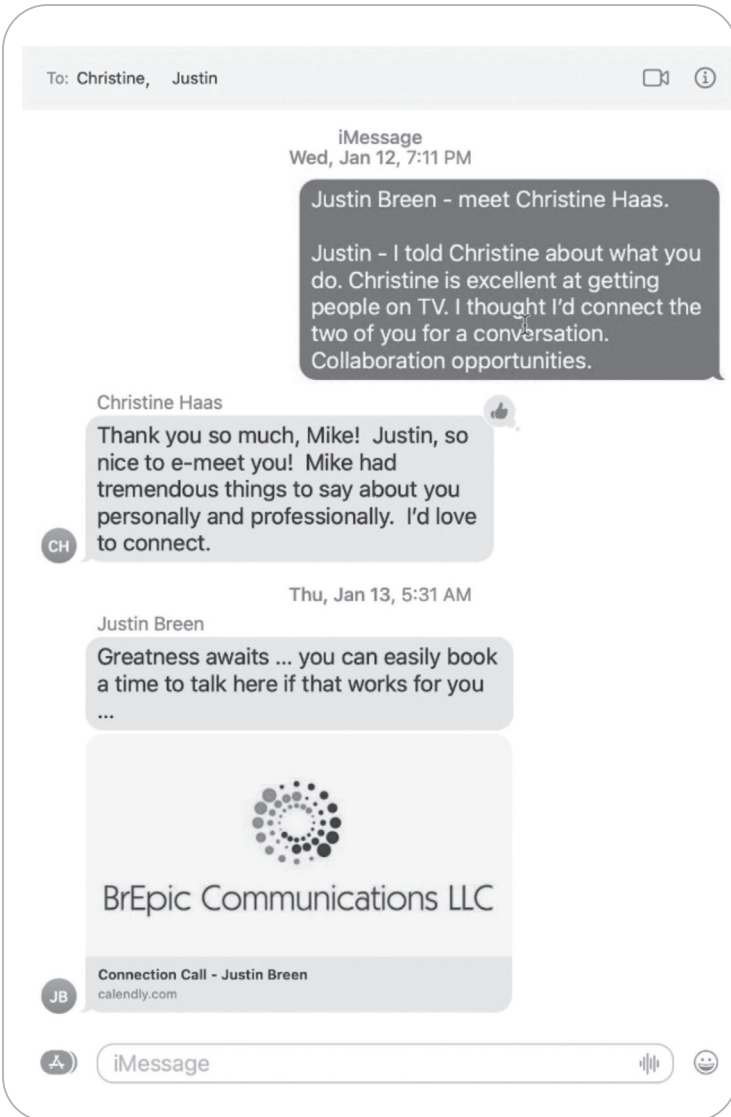 To: Christine, Justin
iMessage
Wed, Jan 12, 7:11 PM
Justin Breen - meet Christine Haas.
Justin - I told Christine about what you
do. Christine is excellent at getting
people on TV. I thought I'd connect the
two of you for a conversation.
Collaboration opportunities.
Christine Haas
Thank you so much, Mike!  Justin, so
nice to e-meet you!  Mike had
tremendous things to say about you
personally and professionally.  I'd love
to connect.
CH
Thu, Jan 13, 5:31 AM
Justin Breen
Greatness awaits ... you can easily book
a time to talk here if that works for you
...
BrEpic Communications LLC
Connection Call - Justin Breen
calendly.com
JB
iMessage